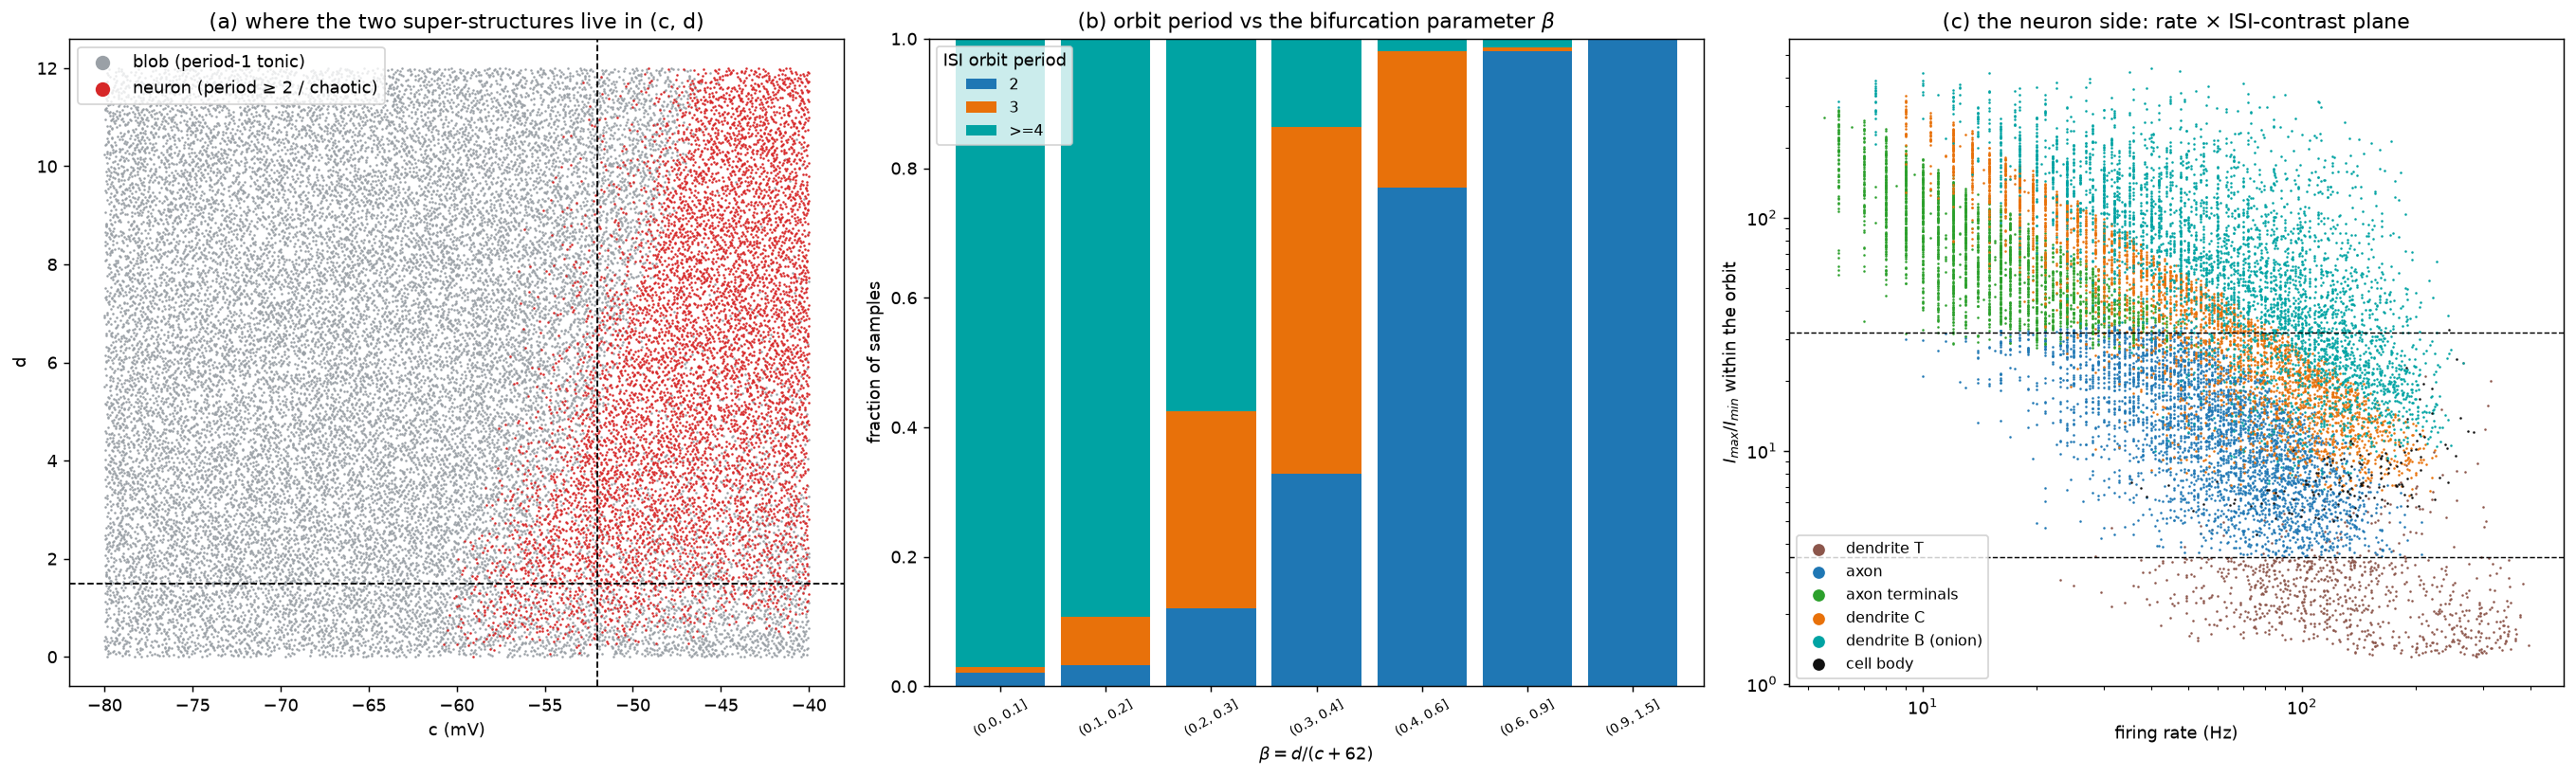 (a) where the two super-structures live in (c, d)
blob (period-1 tonic)
neuron (period ≥ 2 / chaotic)
12
10
8
6
4
2
0
d
−80
−75
−70
−65
−60
−55
−50
−45
−40
c (mV)
(b) orbit period vs the bifurcation parameter β
ISI orbit period
2
3
>=4
1.0
0.8
0.6
0.4
0.2
0.0
fraction of samples
(0.0, 0.1]
(0.1, 0.2]
(0.2, 0.3]
(0.3, 0.4]
(0.4, 0.6]
(0.6, 0.9]
(0.9, 1.5]
β = d/(c + 62)
(c) the neuron side: rate × ISI-contrast plane
10²
10¹
10⁰
I_max/I_min within the orbit
dendrite T
axon
axon terminals
dendrite C
dendrite B (onion)
cell body
10¹
10²
firing rate (Hz)